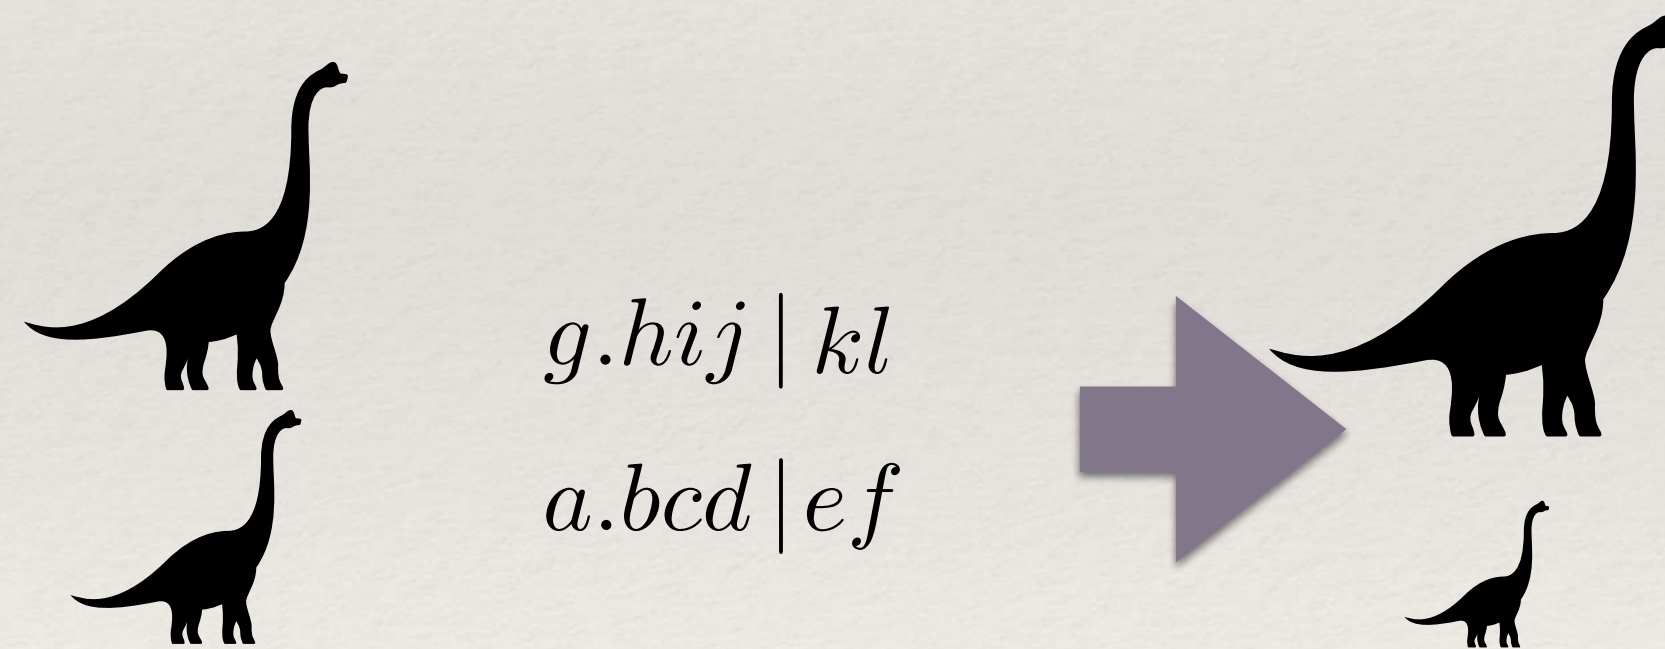 g.hij | kl
a.bcd | ef